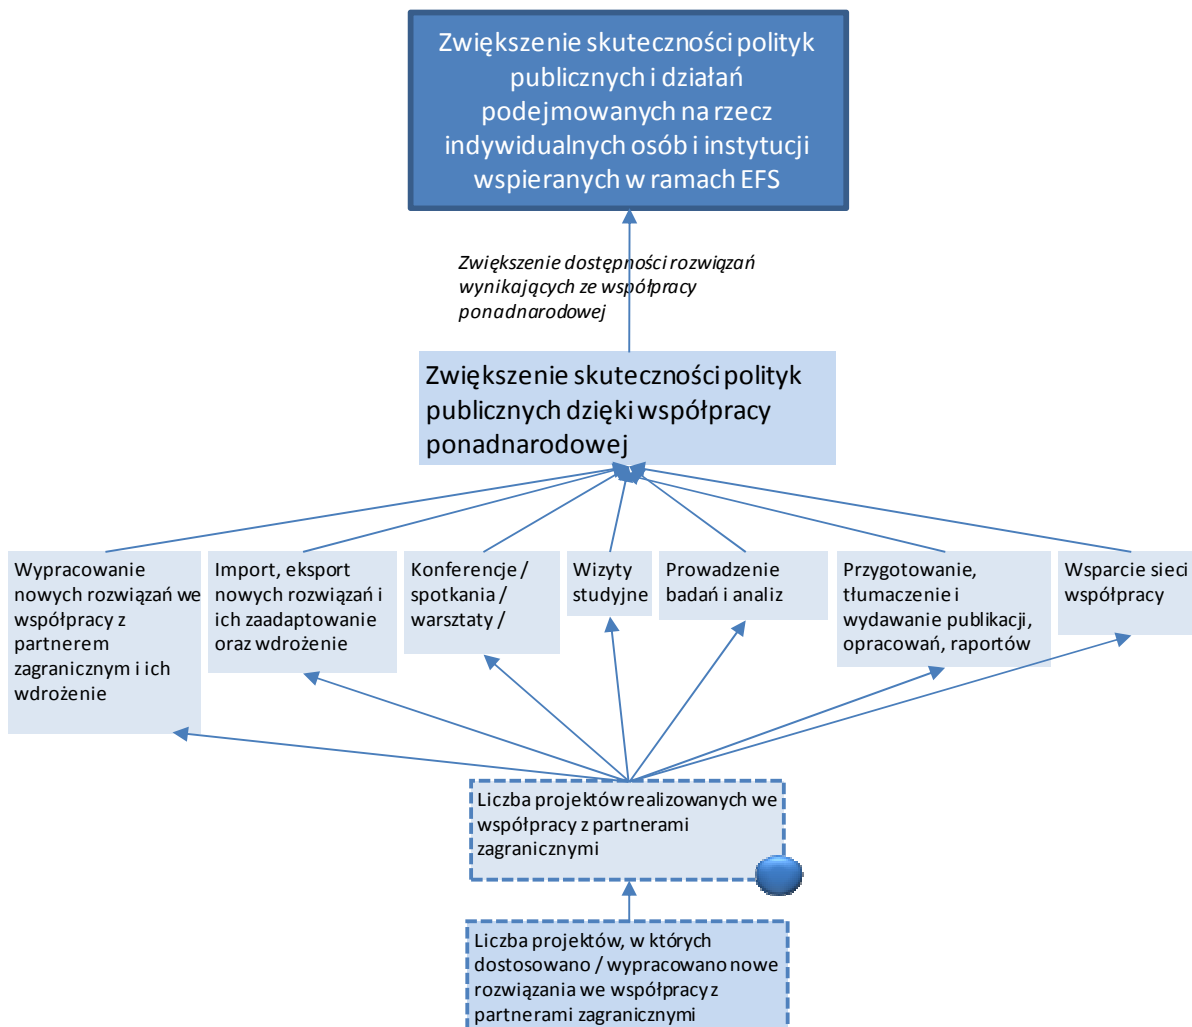 Zwiększenie skuteczności polityk
publicznych i działań
podejmowanych na rzecz
indywidualnych osób i instytucji
wspieranych w ramach EFS
Zwiększenie dostępności rozwiązań
wynikających ze współpracy
ponadnarodowej
Zwiększenie skuteczności polityk
publicznych dzięki współpracy
ponadnarodowej
Wypracowanie
nowych rozwiązań we
współpracy z
partnerem
zagranicznym i ich
wdrożenie
Import, eksport
nowych rozwiązań i
ich zaadaptowanie
oraz wdrożenie
Konferencje /
spotkania /
warsztaty /
Wizyty
studyjne
Prowadzenie
badań i analiz
Przygotowanie,
tłumaczenie i
wydawanie publikacji,
opracowań, raportów
Wsparcie sieci
współpracy
Liczba projektów realizowanych we
współpracy z partnerami
zagranicznymi
Liczba projektów, w których
dostosowano / wypracowano nowe
rozwiązania we współpracy z
partnerami zagranicznymi